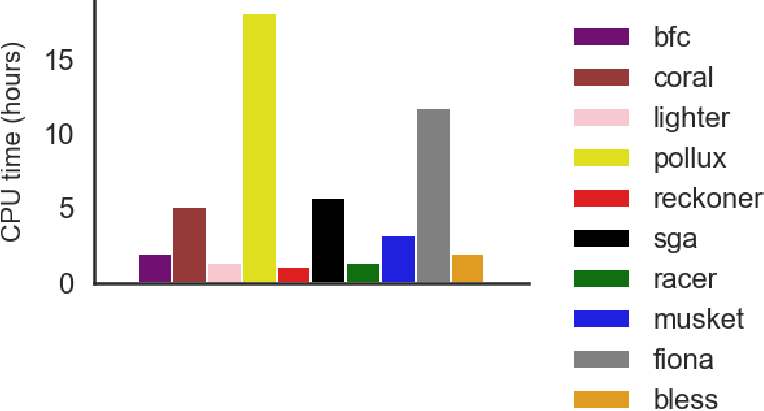 CPU time (hours)
15
10
5
0
bfc
coral
lighter
pollux
reckoner
sga
racer
musket
fiona
bless